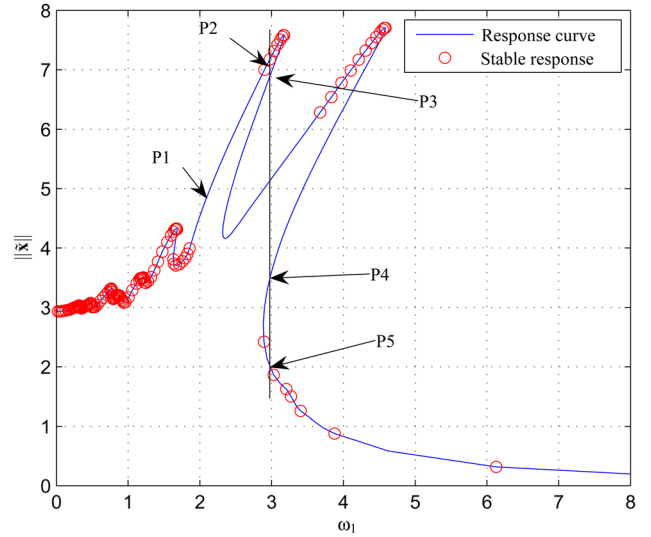 8
7
6
5
4
3
2
1
0
||x̃||
P2
P1
P3
P4
P5
Response curve
Stable response
0 1 2 3 4 5 6 7 8
ω₁